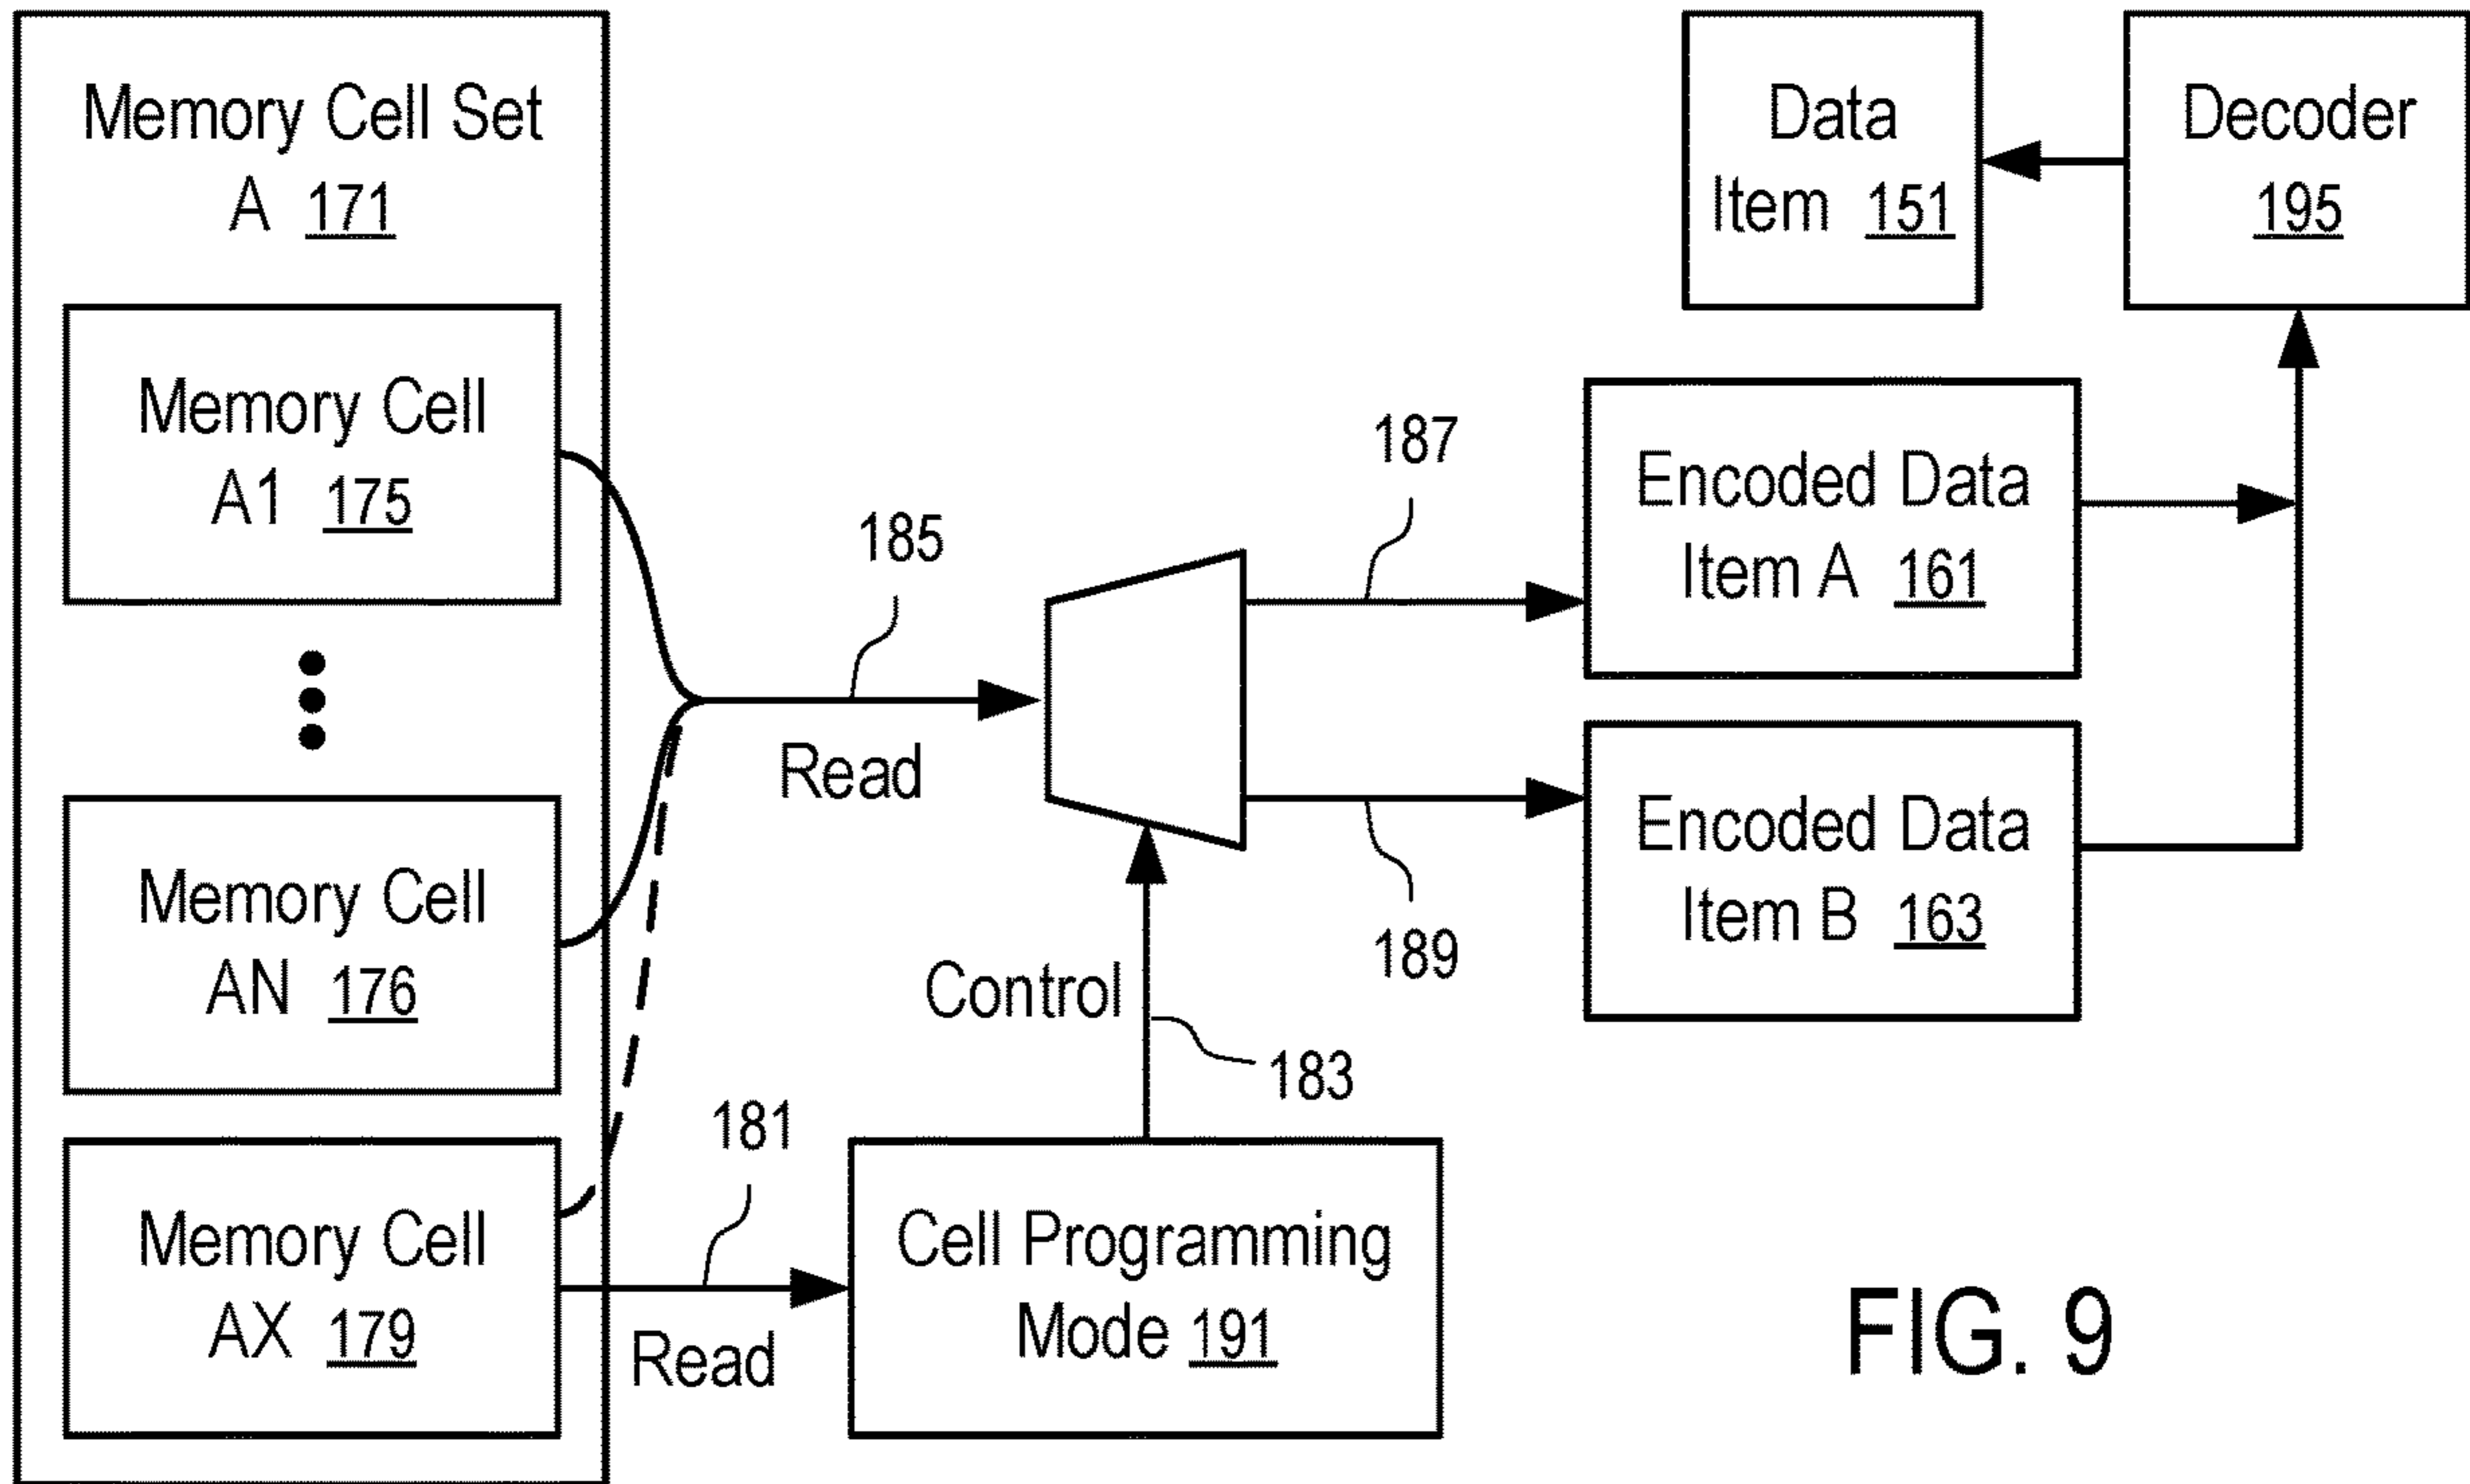 Memory Cell Set
A 171
Memory Cell
A1 175
Memory Cell
AN 176
Memory Cell
AX 179
185
Read
181
Read
Control
183
Cell Programming
Mode 191
187
189
Encoded Data
Item A 161
Encoded Data
Item B 163
Data
Item 151
Decoder
195
FIG. 9